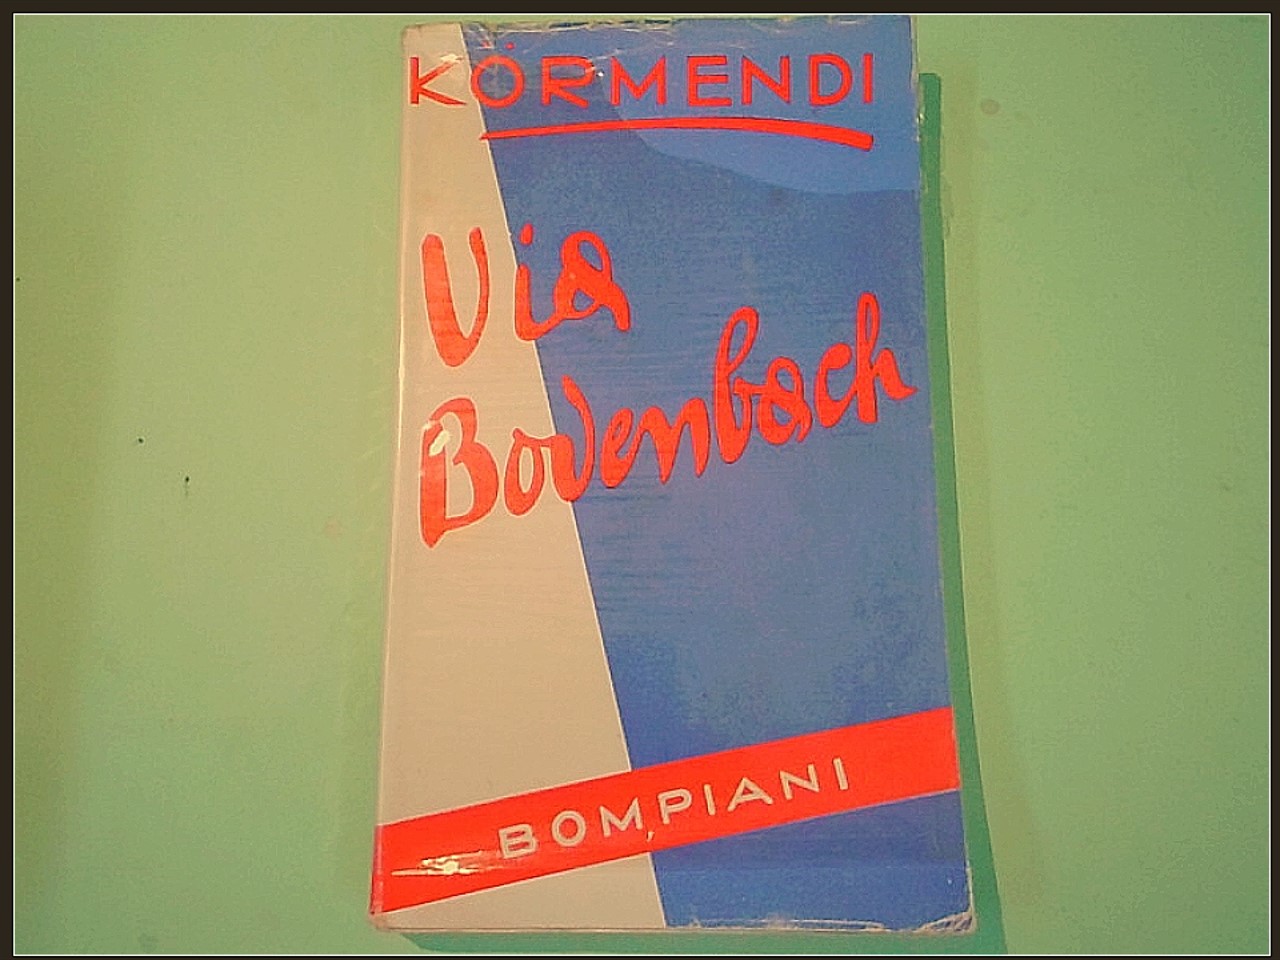 KÖRMENDI
Via
Bodenbach
BOMPIANI